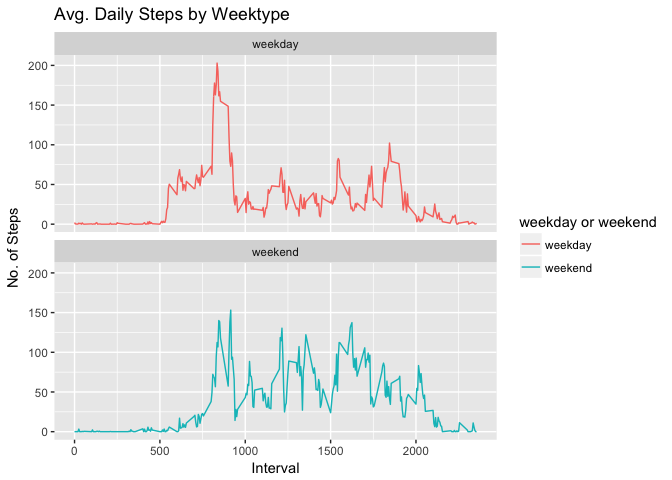 Avg. Daily Steps by Weektype
weekday
200
150
100
50
0
weekend
200
150
100
50
0
No. of Steps
0 500 1000 1500 2000
Interval
weekday or weekend
weekday
weekend